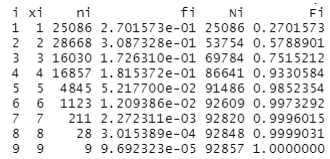 i xi ni fi Ni Fi
1 1 25086 2.701573e-01 25086 0.2701573
2 2 28668 3.087328e-01 53754 0.5788901
3 3 16030 1.726310e-01 69784 0.7515212
4 4 16857 1.815372e-01 86641 0.9330584
5 5 4845 5.217700e-02 91486 0.9852354
6 6 1123 1.209386e-02 92609 0.9973292
7 7 211 2.272311e-03 92820 0.9996015
8 8 28 3.015389e-04 92848 0.9999031
9 9 9 9.692323e-05 92857 1.0000000